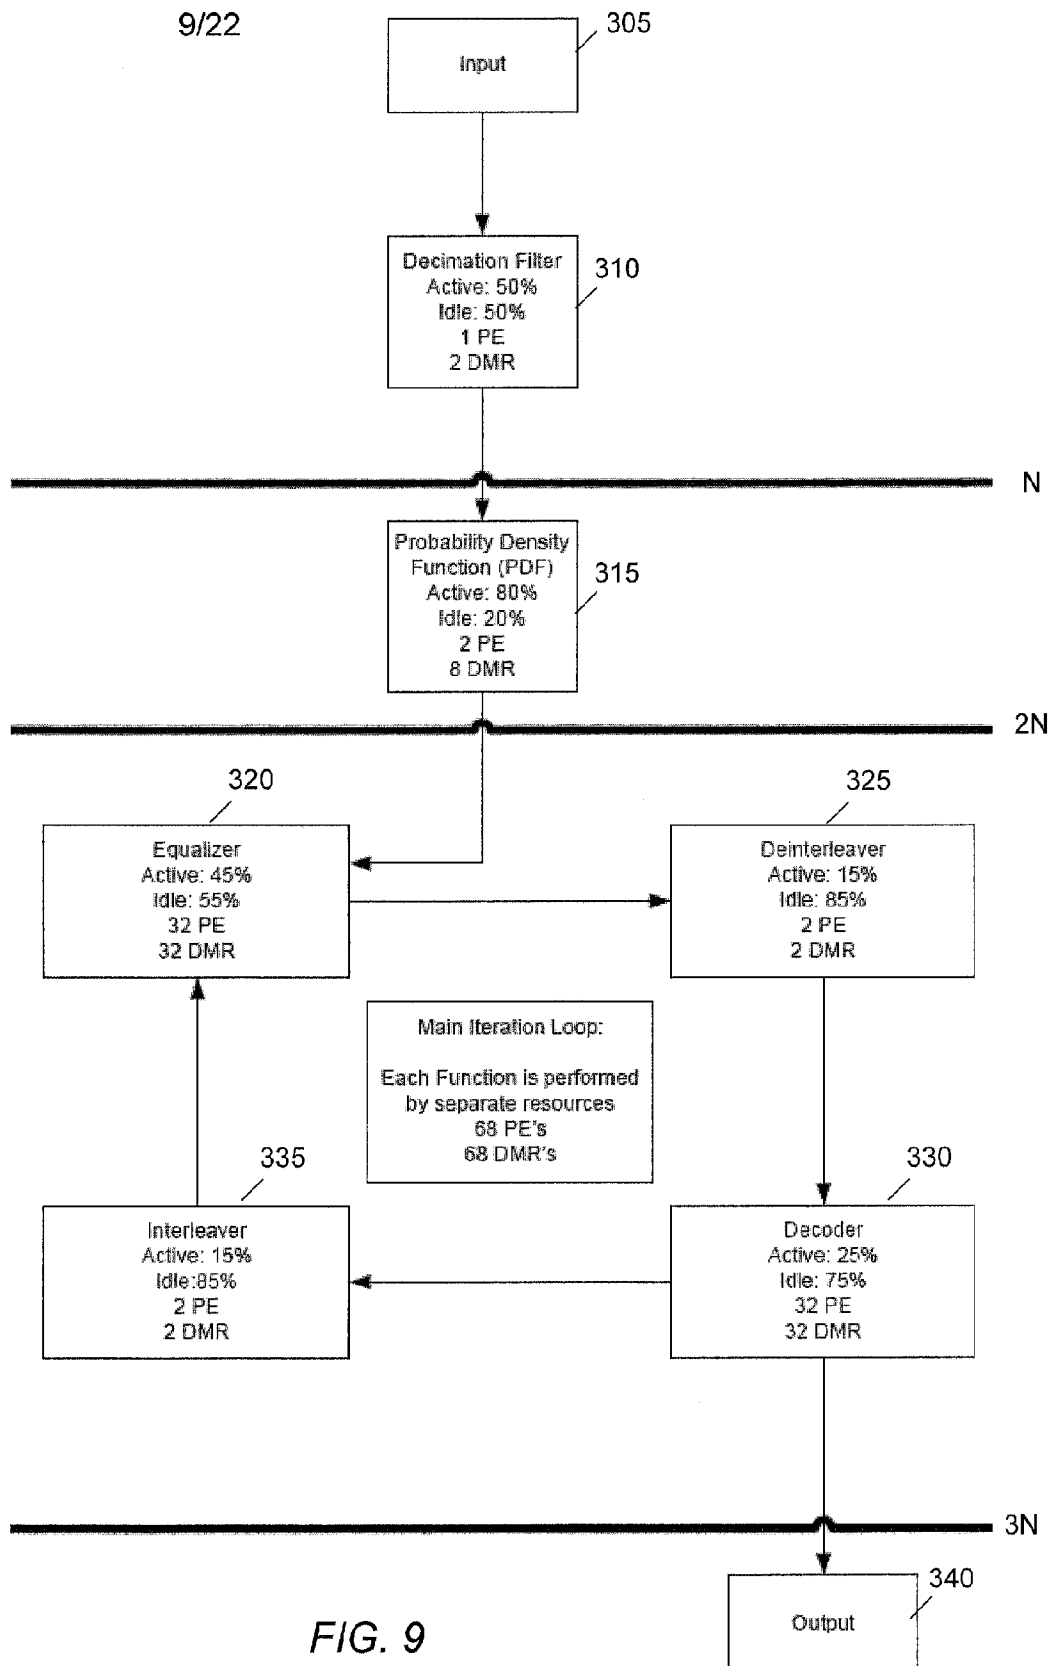 9/22
305
Input
Decimation Filter
Active: 50%
Idle: 50%
1 PE
2 DMR
310
N
Probability Density
Function (PDF)
Active: 80%
Idle: 20%
2 PE
8 DMR
315
2N
320
Equalizer
Active: 45%
Idle: 55%
32 PE
32 DMR
325
Deinterleaver
Active: 15%
Idle: 85%
2 PE
2 DMR
Main Iteration Loop:
Each Function is performed
by separate resources
68 PE's
68 DMR's
335
Interleaver
Active: 15%
Idle:85%
2 PE
2 DMR
330
Decoder
Active: 25%
Idle: 75%
32 PE
32 DMR
3N
340
Output
FIG. 9